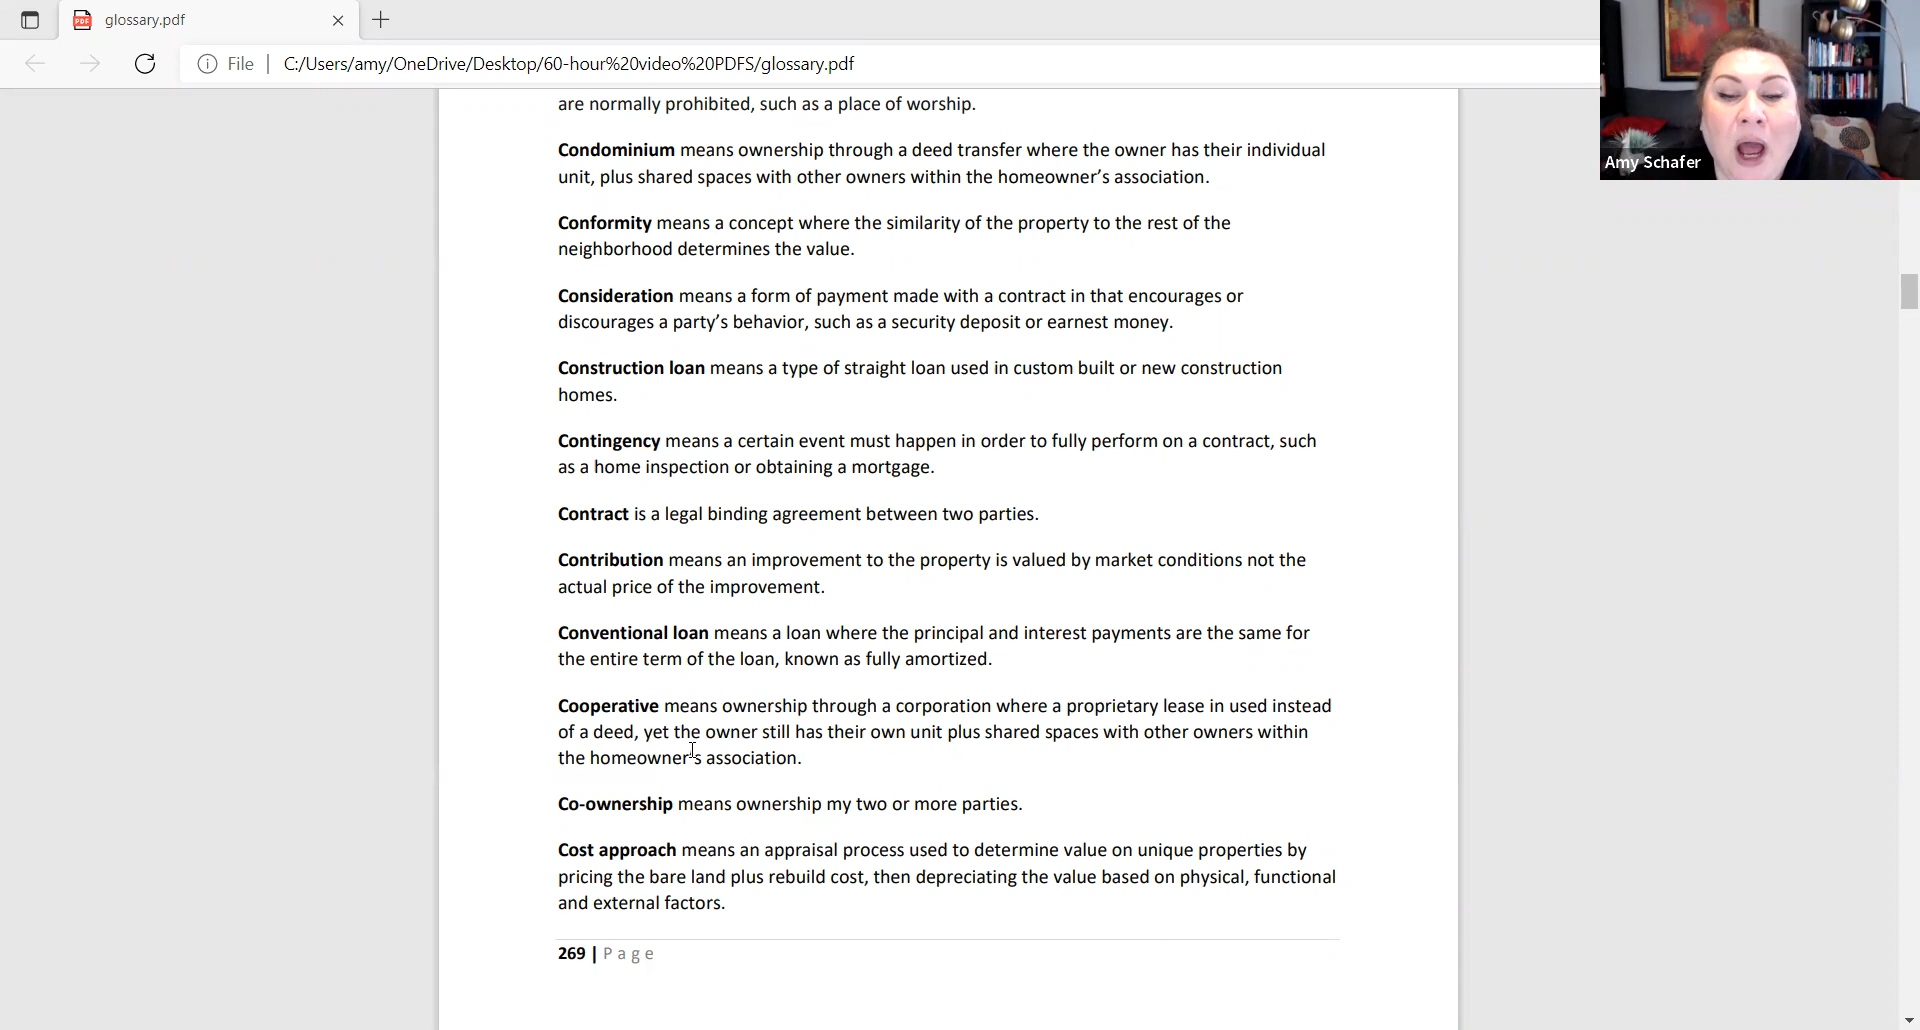 glossary.pdf
File | C:/Users/amy/OneDrive/Desktop/60-hour%20video%20PDFS/glossary.pdf
Amy Schafer
are normally prohibited, such as a place of worship.
Condominium means ownership through a deed transfer where the owner has their individual
unit, plus shared spaces with other owners within the homeowner’s association.
Conformity means a concept where the similarity of the property to the rest of the
neighborhood determines the value.
Consideration means a form of payment made with a contract in that encourages or
discourages a party’s behavior, such as a security deposit or earnest money.
Construction loan means a type of straight loan used in custom built or new construction
homes.
Contingency means a certain event must happen in order to fully perform on a contract, such
as a home inspection or obtaining a mortgage.
Contract is a legal binding agreement between two parties.
Contribution means an improvement to the property is valued by market conditions not the
actual price of the improvement.
Conventional loan means a loan where the principal and interest payments are the same for
the entire term of the loan, known as fully amortized.
Cooperative means ownership through a corporation where a proprietary lease in used instead
of a deed, yet the owner still has their own unit plus shared spaces with other owners within
the homeowner’s association.
Co-ownership means ownership my two or more parties.
Cost approach means an appraisal process used to determine value on unique properties by
pricing the bare land plus rebuild cost, then depreciating the value based on physical, functional
and external factors.
269 | Page